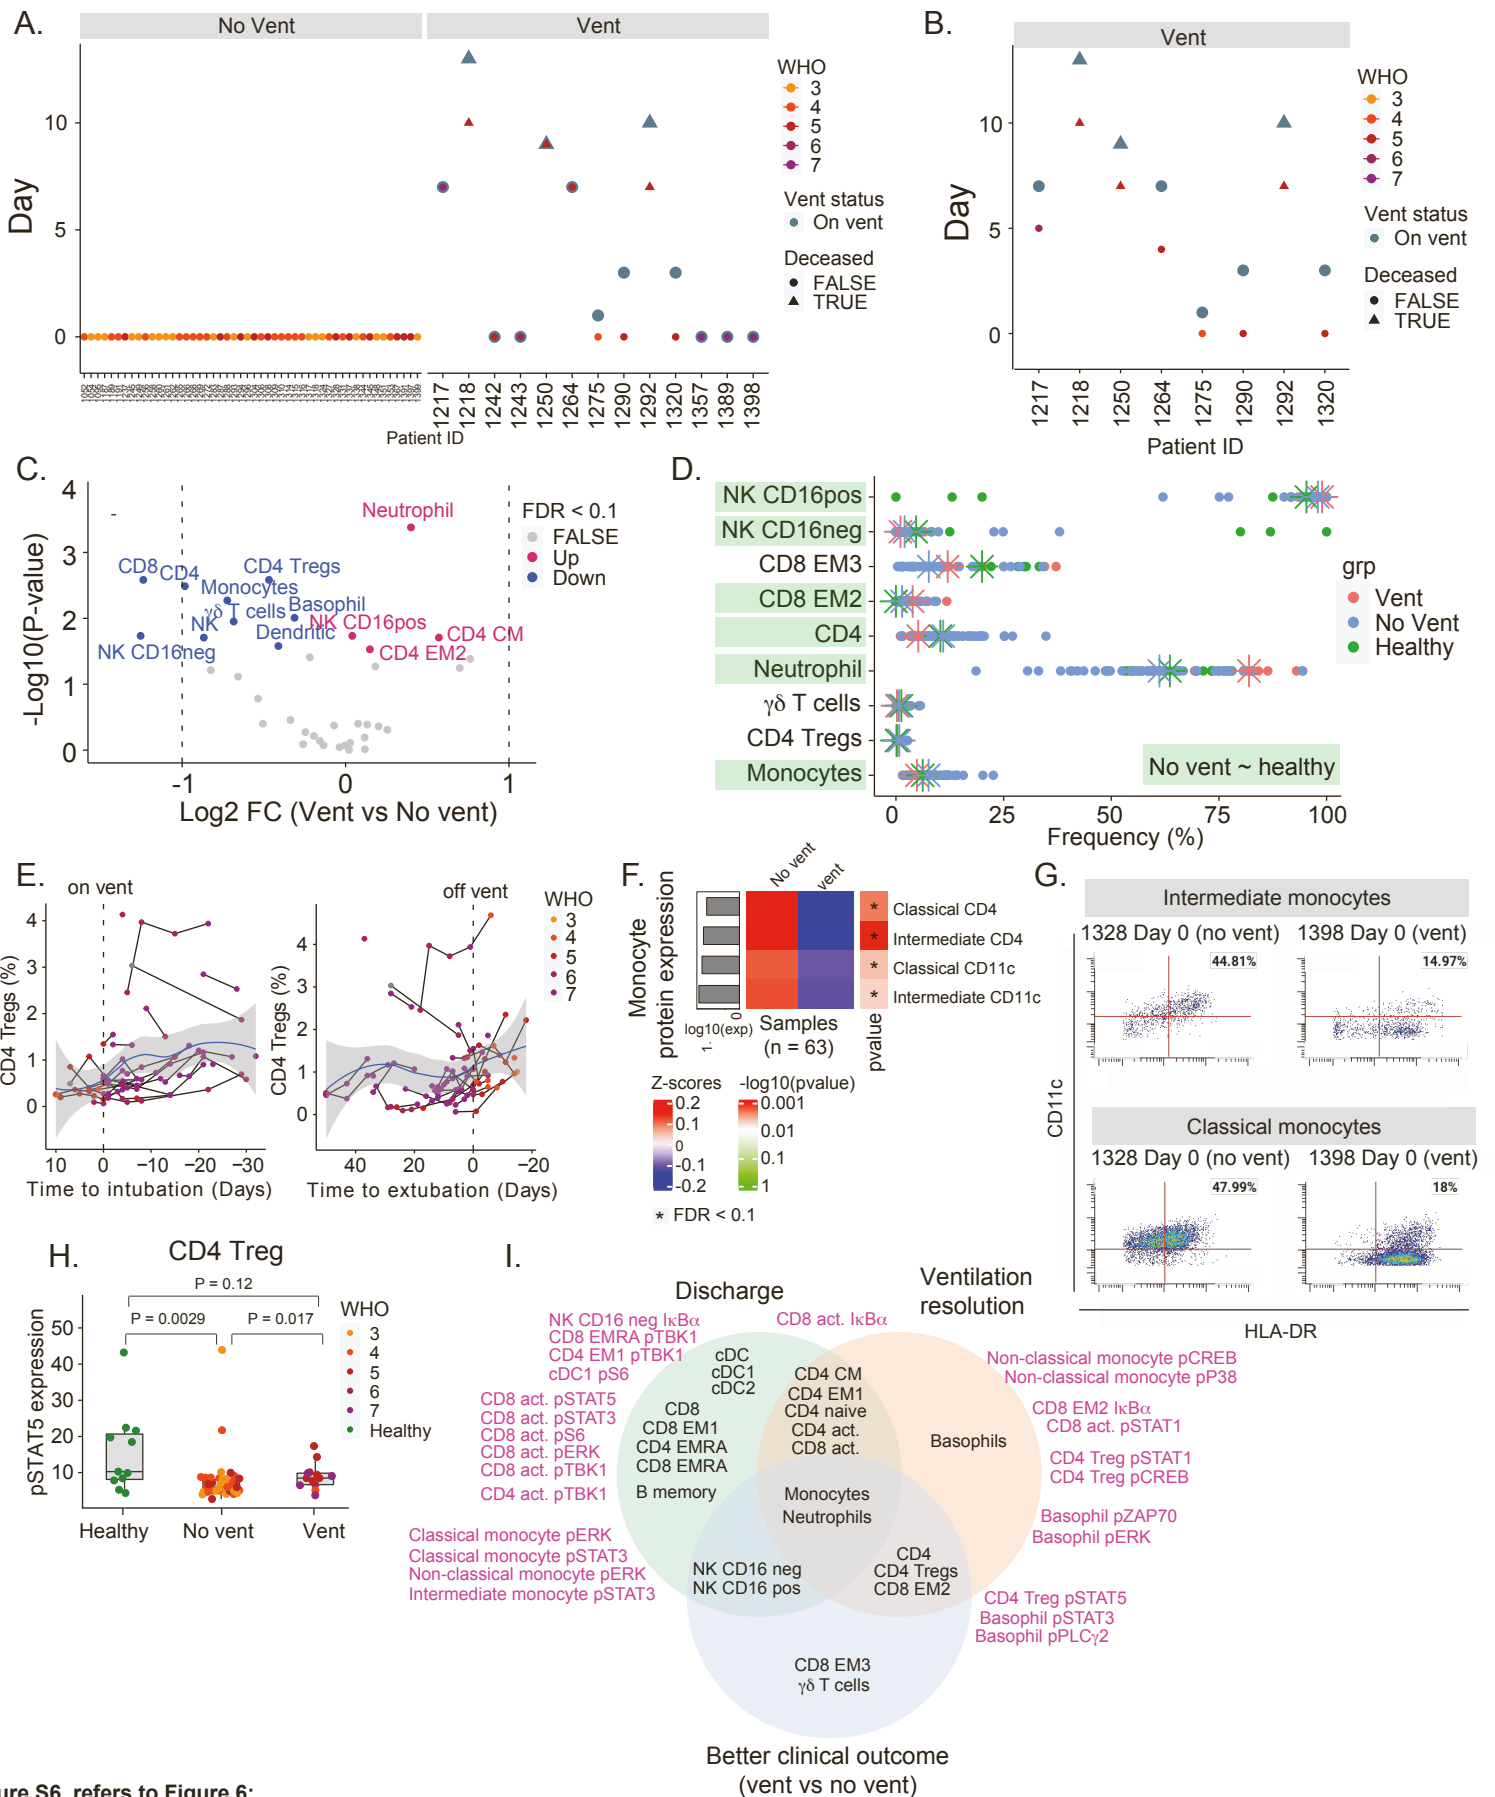 A.
No Vent
Vent
Day
10
5
0
1217
1218
1242
1243
1250
1264
1275
1290
1292
1320
1357
1389
1398
Patient ID
WHO
3
4
5
6
7
Vent status
On vent
Deceased
FALSE
TRUE
B.
Vent
Day
10
5
0
1217
1218
1250
1264
1275
1290
1292
1320
Patient ID
WHO
3
4
5
6
7
Vent status
On vent
Deceased
FALSE
TRUE
C.
-Log10(P-value)
4
3
2
1
0
Neutrophil
CD8
CD4
CD4 Tregs
Monocytes
γδ T cells
Basophil
NK
Dendritic
NK CD16pos
NK CD16neg
CD4 CM
CD4 EM2
-1
0
1
Log2 FC (Vent vs No vent)
FDR < 0.1
FALSE
Up
Down
D.
NK CD16pos
NK CD16neg
CD8 EM3
CD8 EM2
CD4
Neutrophil
γδ T cells
CD4 Tregs
Monocytes
No vent ~ healthy
0
25
50
75
100
Frequency (%)
grp
Vent
No Vent
Healthy
E.
on vent
CD4 Tregs (%)
4
3
2
1
0
10
0
−10
−20
−30
Time to intubation (Days)
off vent
CD4 Tregs (%)
4
3
2
1
0
40
20
0
−20
Time to extubation (Days)
WHO
3
4
5
6
7
F.
Monocyte
protein expression
No vent
vent
* Classical CD4
* Intermediate CD4
* Classical CD11c
* Intermediate CD11c
log10(exp)
1.
0
Samples
(n = 63)
pvalue
Z-scores
0.2
0.1
0
-0.1
-0.2
-log10(pvalue)
0.001
0.01
0.1
1
* FDR < 0.1
G.
Intermediate monocytes
1328 Day 0 (no vent)
1398 Day 0 (vent)
44.81%
14.97%
Classical monocytes
1328 Day 0 (no vent)
1398 Day 0 (vent)
47.99%
18%
CD11c
HLA-DR
H.
CD4 Treg
P = 0.12
P = 0.0029
P = 0.017
pSTAT5 expression
50
40
30
20
10
Healthy
No vent
Vent
WHO
3
4
5
6
7
Healthy
I.
Discharge
Ventilation
resolution
NK CD16 neg IκBα
CD8 EMRA pTBK1
CD4 EM1 pTBK1
cDC1 pS6
CD8 act. pSTAT5
CD8 act. pSTAT3
CD8 act. pS6
CD8 act. pERK
CD8 act. pTBK1
CD4 act. pTBK1
Classical monocyte pERK
Classical monocyte pSTAT3
Non-classical monocyte pERK
Intermediate monocyte pSTAT3
CD8 act. IκBα
cDC
cDC1
cDC2
CD8
CD8 EM1
CD4 EMRA
CD8 EMRA
B memory
CD4 CM
CD4 EM1
CD4 naive
CD4 act.
CD8 act.
Basophils
Monocytes
Neutrophils
NK CD16 neg
NK CD16 pos
CD4
CD4 Tregs
CD8 EM2
CD8 EM3
γδ T cells
Non-classical monocyte pCREB
Non-classical monocyte pP38
CD8 EM2 IκBα
CD8 act. pSTAT1
CD4 Treg pSTAT1
CD4 Treg pCREB
Basophil pZAP70
Basophil pERK
CD4 Treg pSTAT5
Basophil pSTAT3
Basophil pPLCγ2
Better clinical outcome
(vent vs no vent)
ure S6, refers to Figure 6: